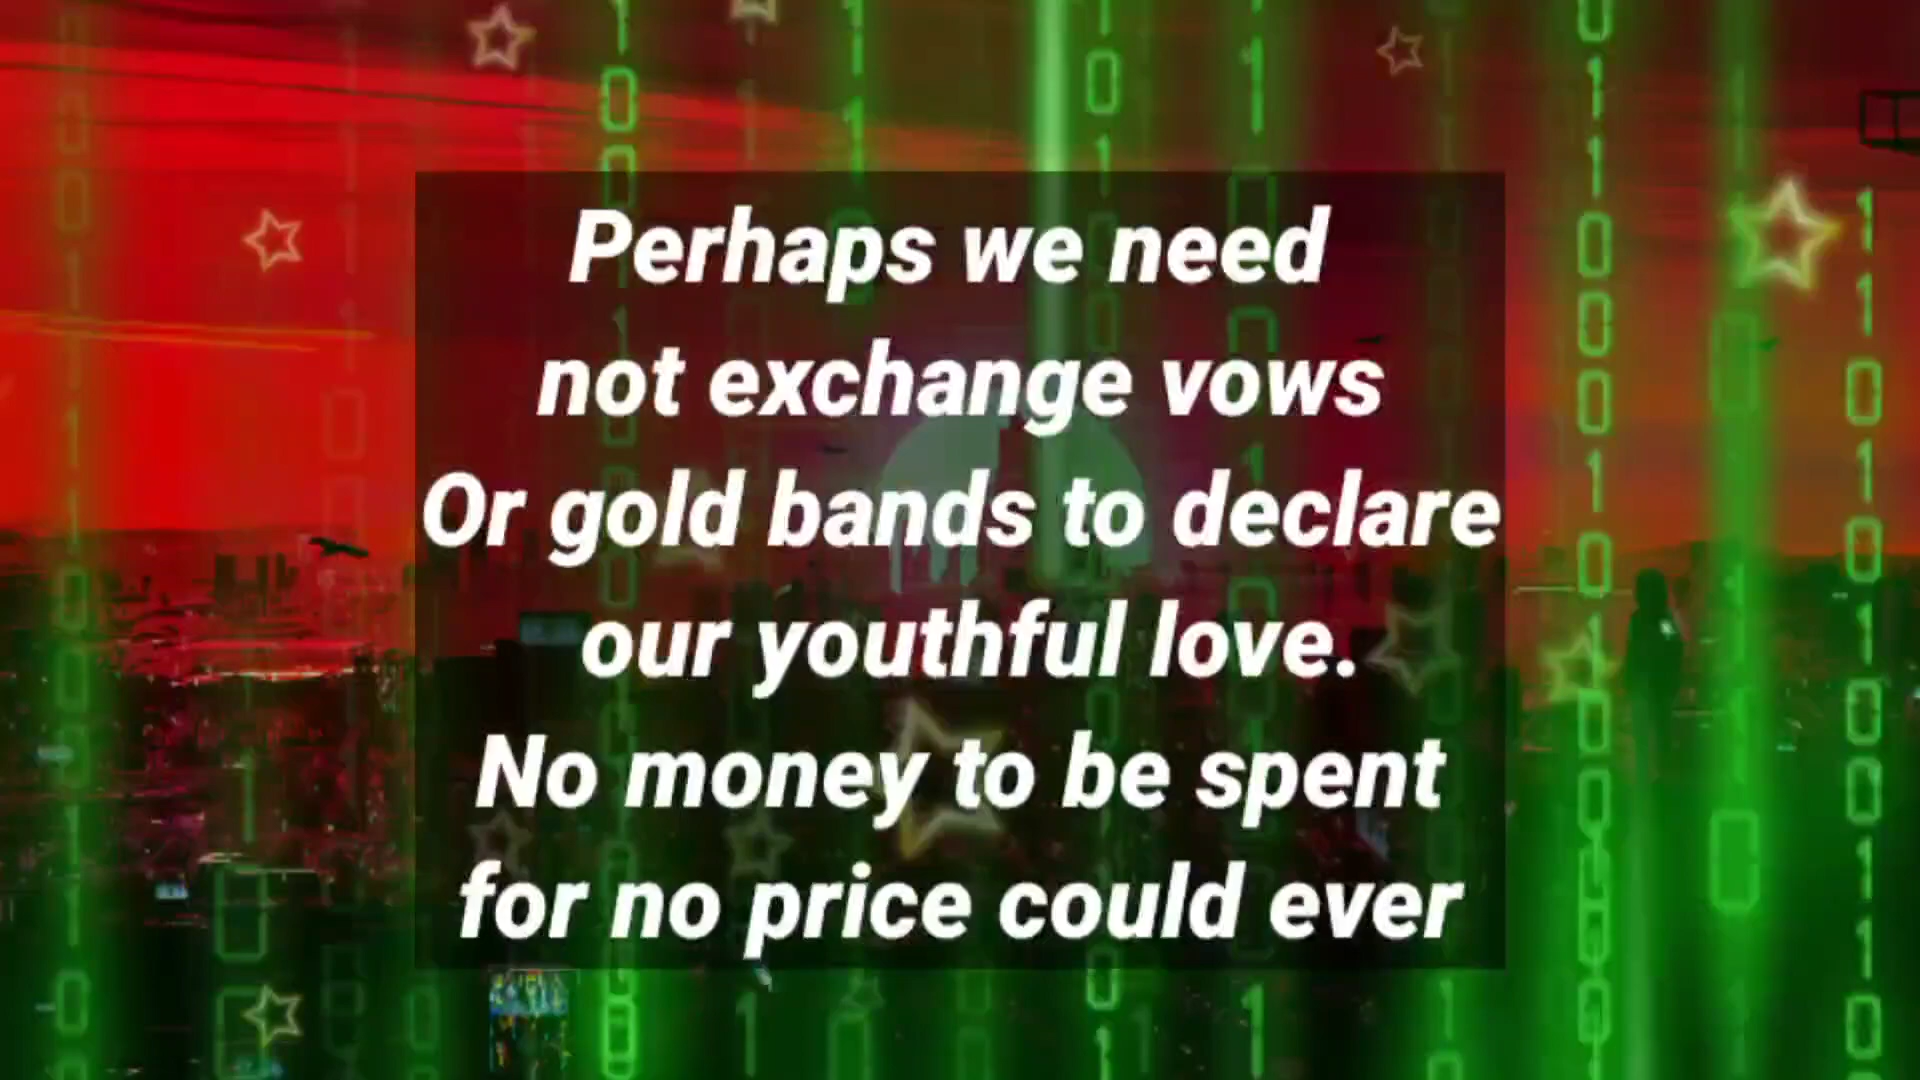 Perhaps we need
not exchange vows
Or gold bands to declare
our youthful love.
No money to be spent
for no price could ever